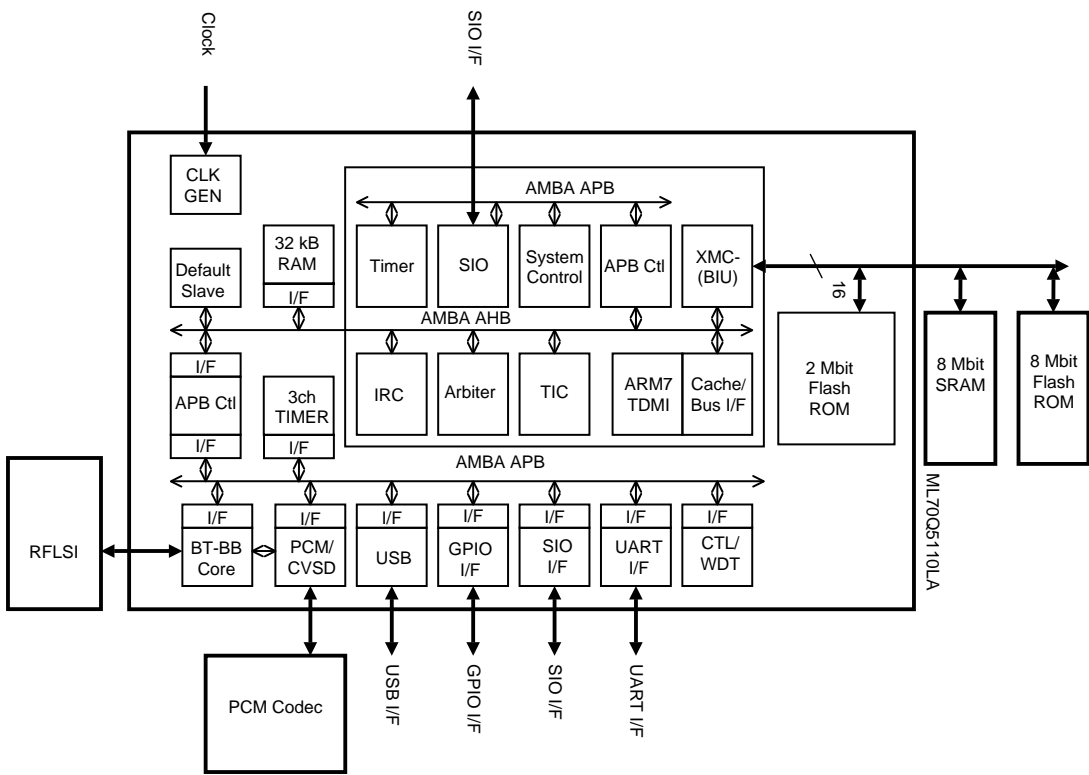 Clock
SIO I/F
CLK
GEN
AMBA APB
Default
Slave
32 kB
RAM
I/F
Timer
SIO
System
Control
APB Ctl
XMC-
(BIU)
16
AMBA AHB
I/F
APB Ctl
I/F
3ch
TIMER
I/F
IRC
Arbiter
TIC
ARM7
TDMI
Cache/
Bus I/F
2 Mbit
Flash
ROM
8 Mbit
SRAM
8 Mbit
Flash
ROM
AMBA APB
ML70Q5110LA
RFLSI
I/F
BT-BB
Core
I/F
PCM/
CVSD
I/F
USB
I/F
GPIO
I/F
I/F
SIO
I/F
I/F
UART
I/F
I/F
CTL/
WDT
PCM Codec
USB I/F
GPIO I/F
SIO I/F
UART I/F